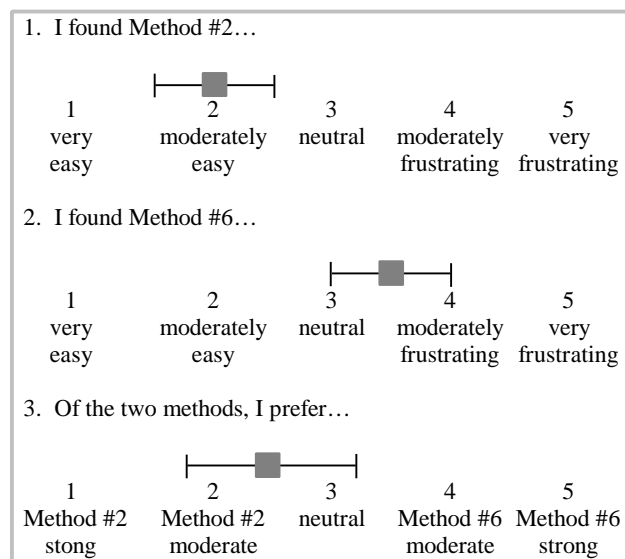 1. I found Method #2…
1 2 3 4 5
very moderately neutral moderately very
easy easy frustrating frustrating
2. I found Method #6…
1 2 3 4 5
very moderately neutral moderately very
easy easy frustrating frustrating
3. Of the two methods, I prefer…
1 2 3 4 5
Method #2 Method #2 neutral Method #6 Method #6
stong moderate moderate strong